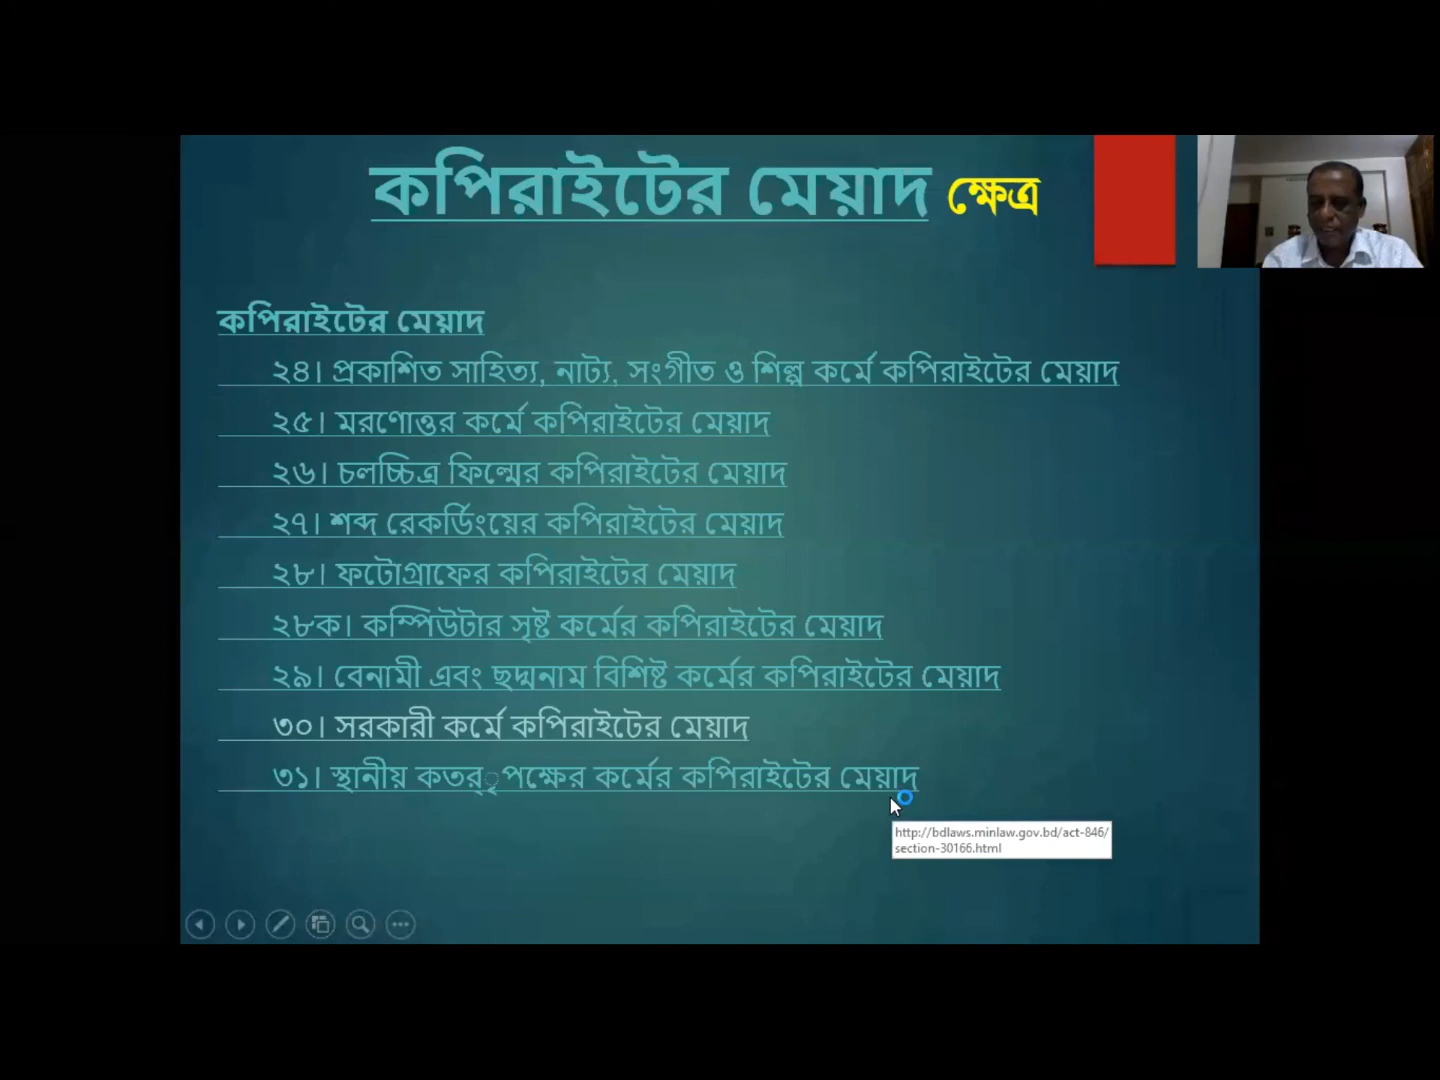 কপিরাইটের মেয়াদ ক্ষেত্র
কপিরাইটের মেয়াদ
২৪। প্রকাশিত সাহিত্য, নাট্য, সংগীত ও শিল্প কর্মে কপিরাইটের মেয়াদ
২৫। মরণোত্তর কর্মে কপিরাইটের মেয়াদ
২৬। চলচ্চিত্র ফিল্মের কপিরাইটের মেয়াদ
২৭। শব্দ রেকর্ডিংয়ের কপিরাইটের মেয়াদ
২৮। ফটোগ্রাফের কপিরাইটের মেয়াদ
২৮ক। কম্পিউটার সৃষ্ট কর্মের কপিরাইটের মেয়াদ
২৯। বেনামী এবং ছদ্মনাম বিশিষ্ট কর্মের কপিরাইটের মেয়াদ
৩০। সরকারী কর্মে কপিরাইটের মেয়াদ
৩১। স্থানীয় কতর্ৃপক্ষের কর্মের কপিরাইটের মেয়াদ
http://bdlaws.minlaw.gov.bd/act-846/
section-30166.html